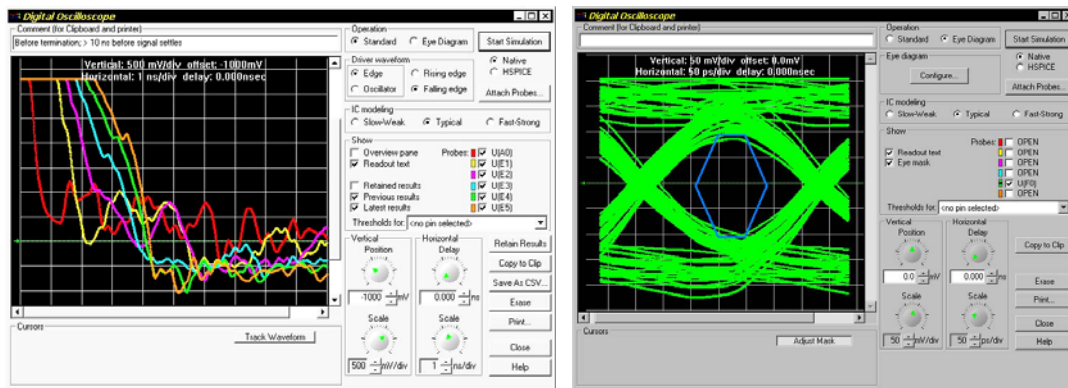 Digital Oscilloscope
Comment (for Clipboard and printer)
Before termination; > 10 ns before signal settles
Vertical: 500 mV/div offset: -1000mV
Horizontal: 1 ns/div delay: 0.000nsec
Cursors
Track Waveform
Operation
Standard Eye Diagram
Start Simulation
Driver waveform
Edge Rising edge
Oscillator Falling edge
Native
HSPICE
Attach Probes...
IC modeling
Slow-Weak Typical Fast-Strong
Show
Overview pane Probes: U(A0)
Readout text U(E1)
U(E2)
Retained results U(E3)
Previous results U(E4)
Latest results U(E5)
Thresholds for: <no pin selected>
Vertical Horizontal
Position Delay
-1000 mV 0.000 ns
Scale Scale
500 mV/div 1 ns/div
Retain Results
Copy to Clip
Save As CSV...
Erase
Print...
Close
Help
Digital Oscilloscope
Comment (for Clipboard and printer)
Vertical: 50 mV/div offset: 0.0mV
Horizontal: 50 ps/div delay: 0.000nsec
Cursors
Adjust Mask
Operation
Standard Eye Diagram
Start Simulation
Eye diagram
Configure...
Native
HSPICE
Attach Probes...
IC modeling
Slow-Weak Typical Fast-Strong
Show
Probes: OPEN
Readout text OPEN
Eye mask OPEN
OPEN
U(F0)
OPEN
Thresholds for: <no pin selected>
Vertical Horizontal
Position Delay
0.0 mV 0.000 ns
Scale Scale
50 mV/div 50 ps/div
Copy to Clip
Erase
Print...
Close
Help